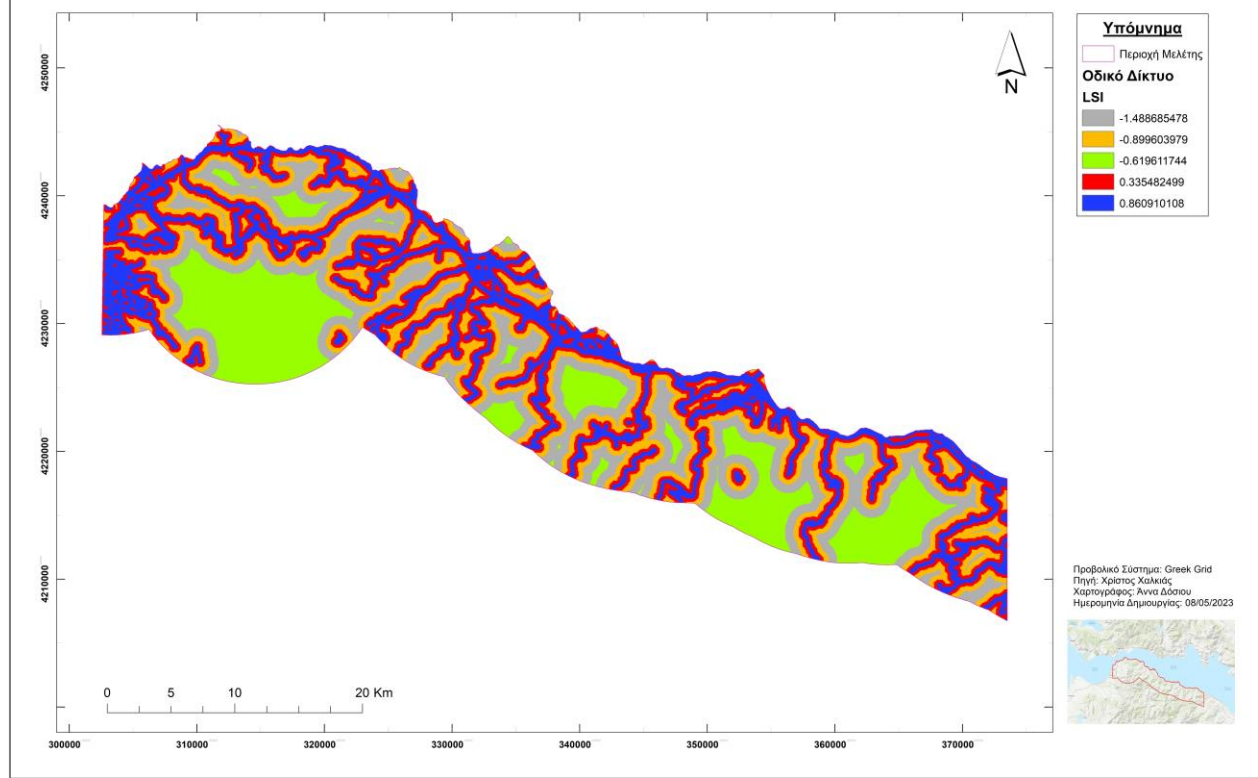 Υπόμνημα
Περιοχή Μελέτης
Οδικό Δίκτυο
LSI
-1.488685478
-0.899603979
-0.619611744
0.335482499
0.860910108
N
4250000
4240000
4230000
4220000
4210000
0 5 10 20 Km
300000 310000 320000 330000 340000 350000 360000 370000
Προβολικό Σύστημα: Greek Grid
Πηγή: Χρίστος Χαλκιάς
Χαρτογράφος: Άννα Δόσιου
Ημερομηνία Δημιουργίας: 08/05/2023